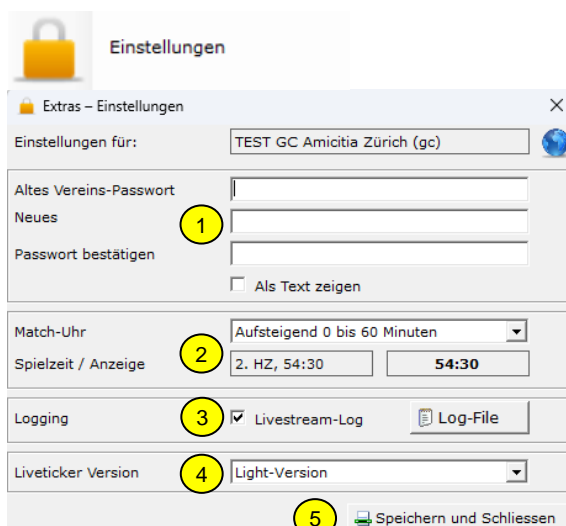 Einstellungen
Extras – Einstellungen
Einstellungen für: TEST GC Amicitia Zürich (gc)
Altes Vereins-Passwort
Neues
1
Passwort bestätigen
Als Text zeigen
Match-Uhr Aufsteigend 0 bis 60 Minuten
Spielzeit / Anzeige 2 2. HZ, 54:30 54:30
Logging 3 Livestream-Log Log-File
Liveticker Version 4 Light-Version
5 Speichern und Schliessen